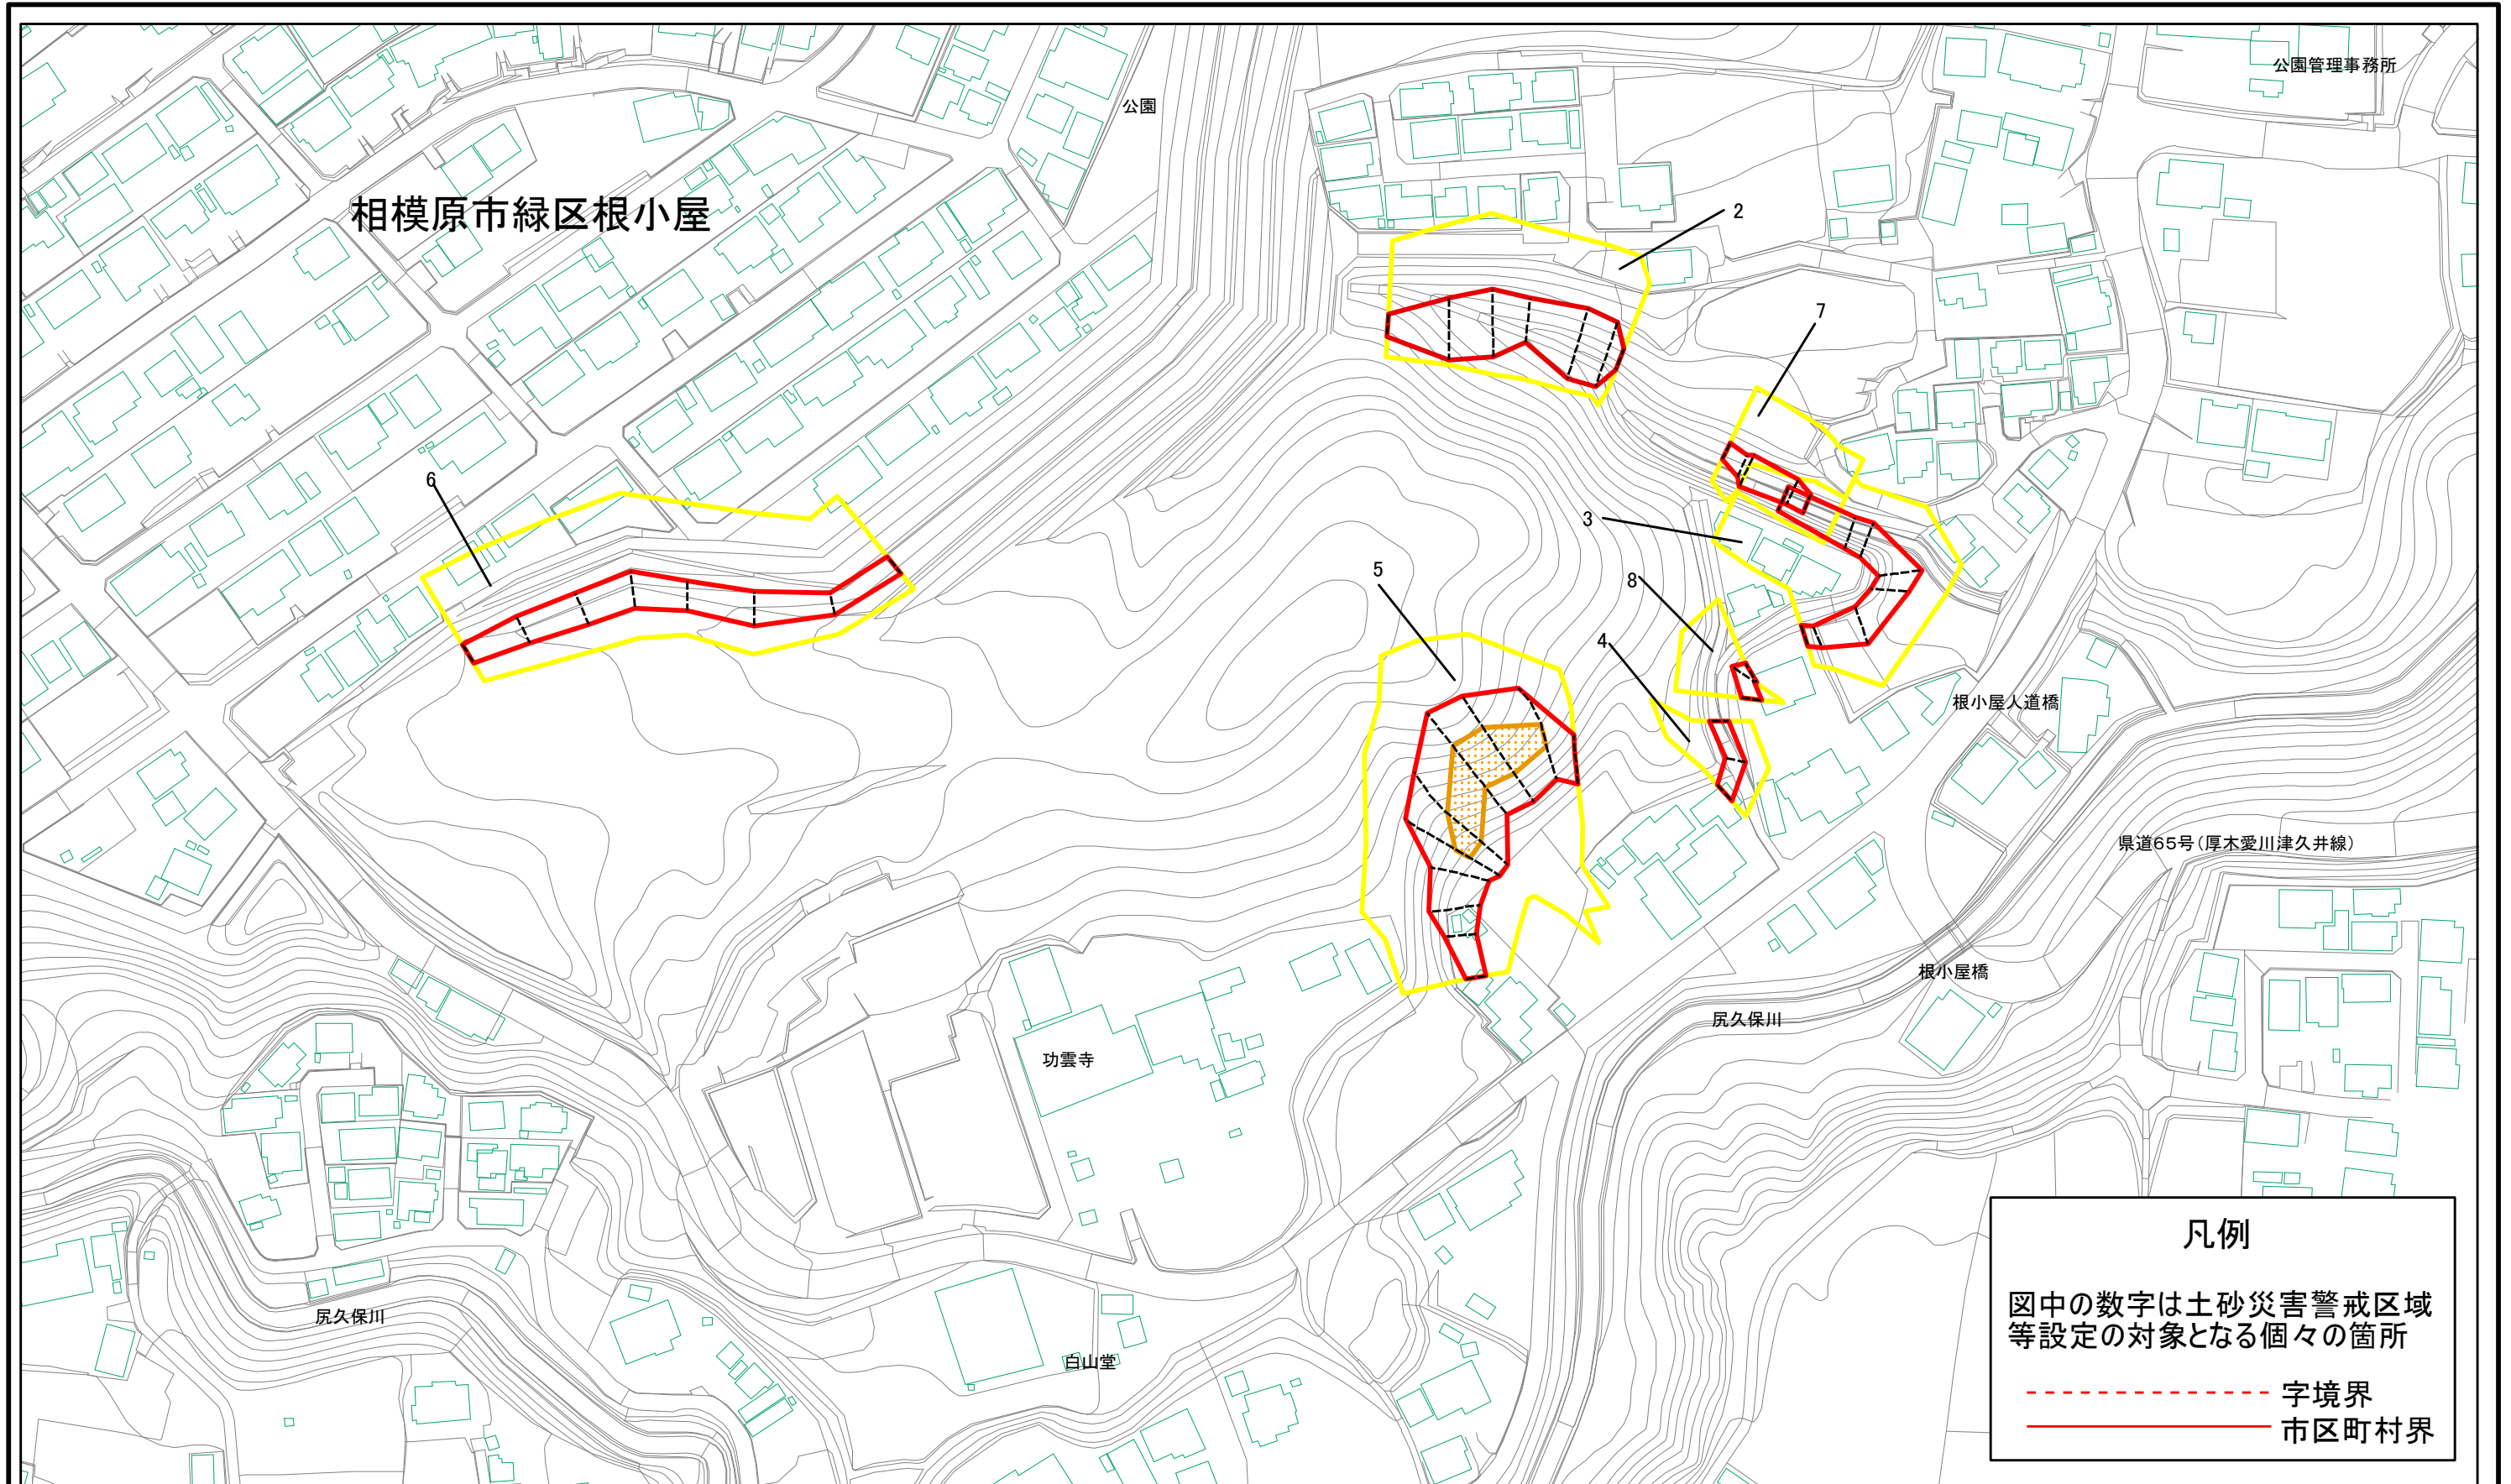 公園管理事務所
公園
相模原市緑区根小屋
2
7
6
3
5
8
4
根小屋人道橋
県道65号(厚木愛川津久井線)
根小屋橋
尻久保川
功雲寺
尻久保川
白山堂
凡例
図中の数字は土砂災害警戒区域
等設定の対象となる個々の箇所
字境界
市区町村界